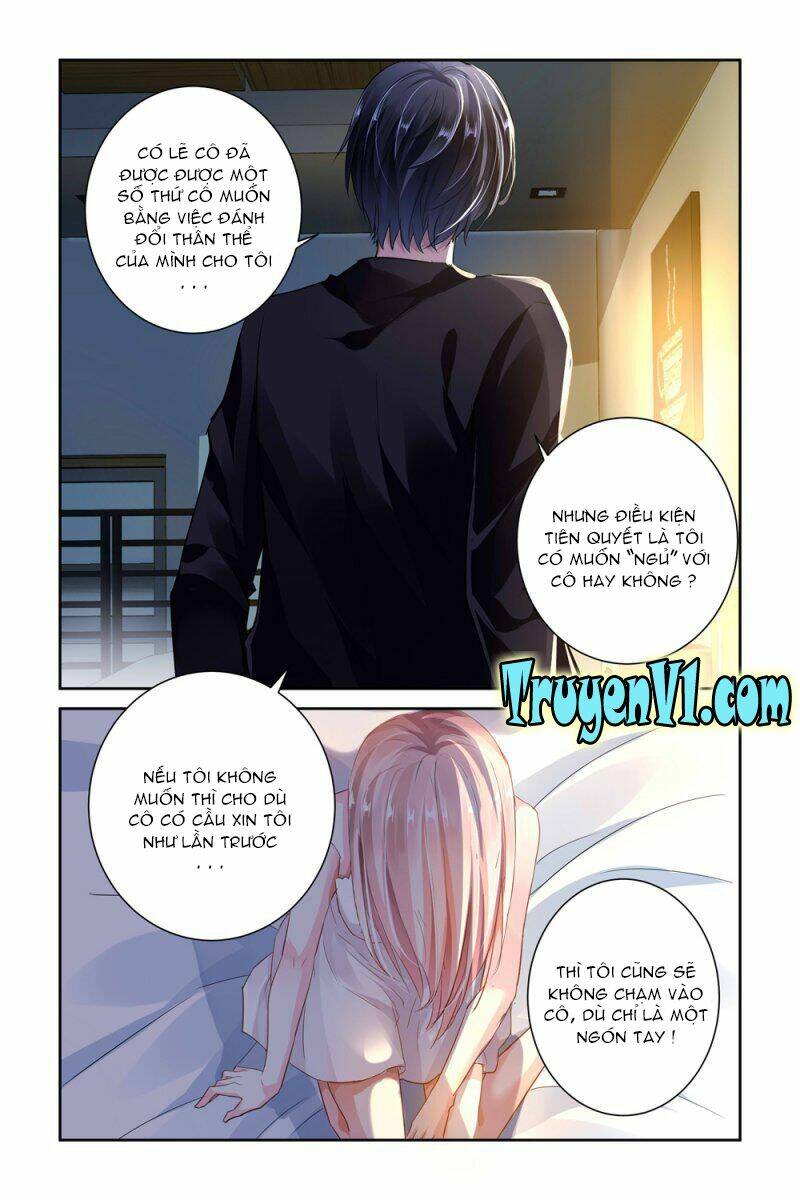 CÓ LẼ CÔ ĐÃ
ĐƯỢC ĐƯỢC MỘT
SỐ THỨ CÔ MUỐN
BẰNG VIỆC ĐÁNH
ĐỔI THÂN THỂ
CỦA MÌNH CHO TÔI
...
NHƯNG ĐIỀU KIỆN
TIÊN QUYẾT LÀ TÔI
CÓ MUỐN "NGỦ" VỚI
CÔ HAY KHÔNG ?
TruyenV1.com
NẾU TÔI KHÔNG
MUỐN THÌ CHO DÙ
CÔ CÓ CẦU XIN TÔI
NHƯ LẦN TRƯỚC
...
THÌ TÔI CŨNG SẼ
KHÔNG CHẠM VÀO
CÔ, DÙ CHỈ LÀ MỘT
NGÓN TAY !